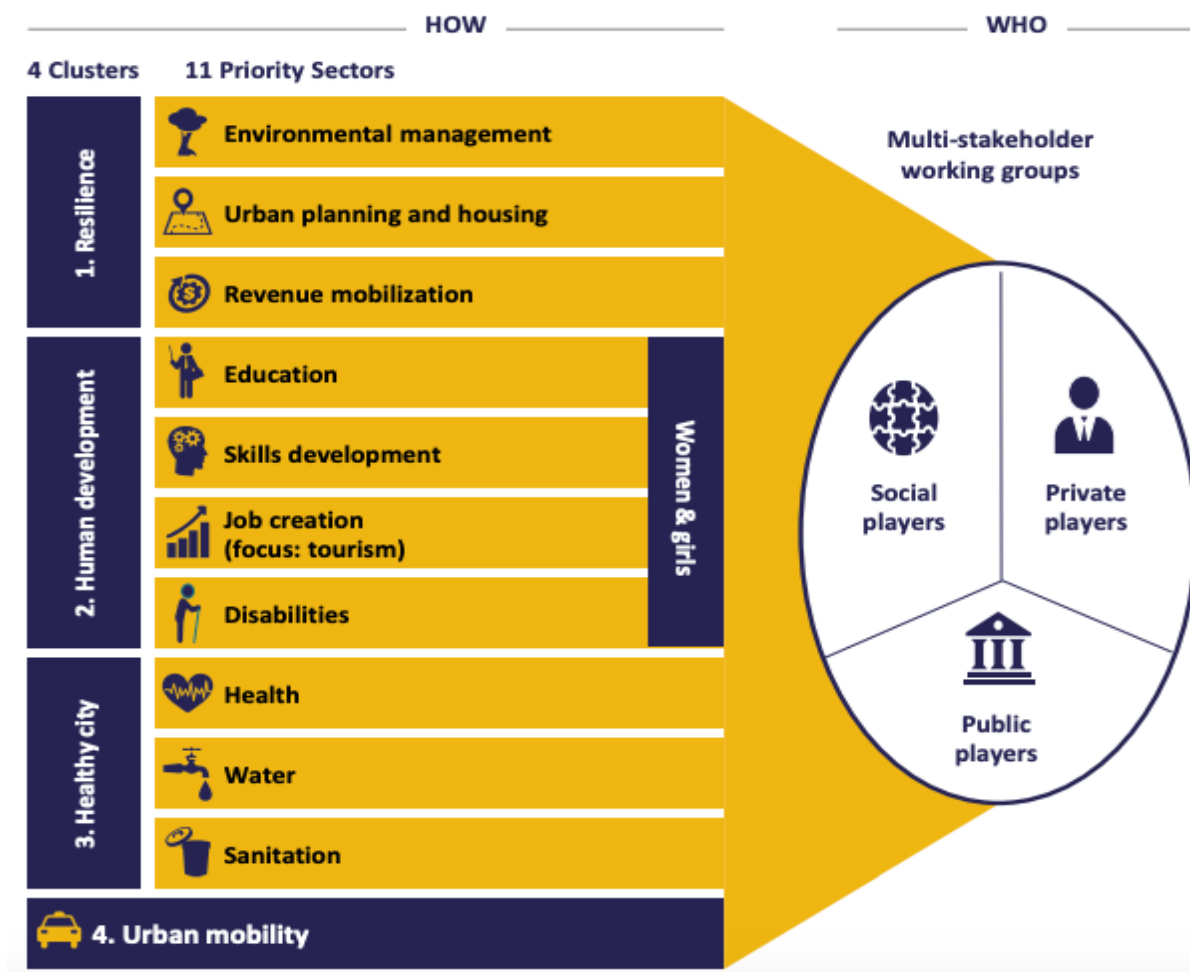 HOW
WHO
4 Clusters
11 Priority Sectors
1. Resilience
Environmental management
Urban planning and housing
Revenue mobilization
2. Human development
Education
Skills development
Job creation
(focus: tourism)
Disabilities
Women & girls
3. Healthy city
Health
Water
Sanitation
4. Urban mobility
Multi-stakeholder
working groups
Social
players
Private
players
Public
players